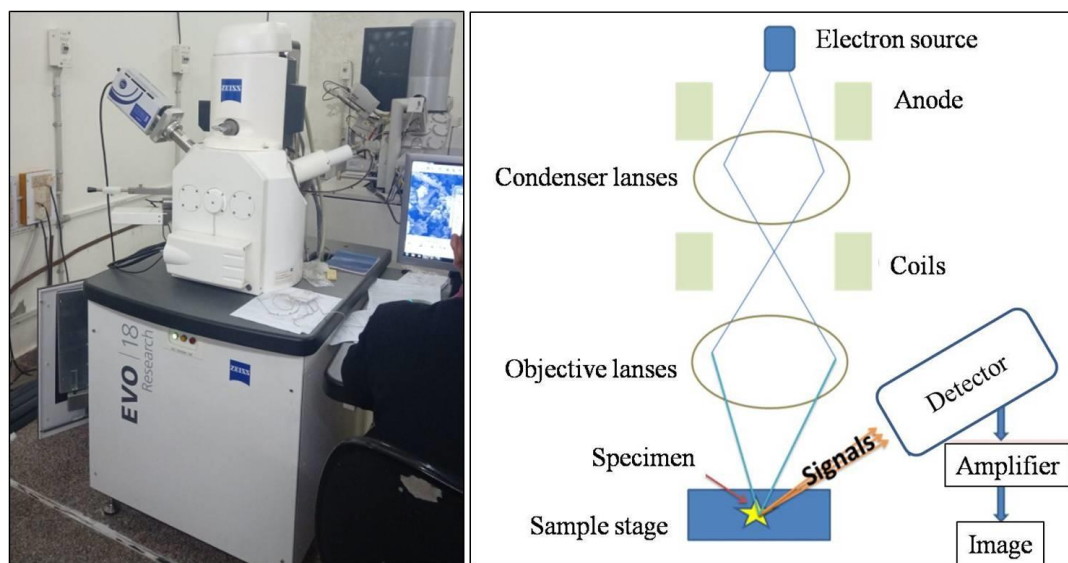 ZEISS
EVO | 18
Research
ZEISS
Electron source
Anode
Condenser lanses
Coils
Objective lanses
Detector
Signals
Specimen
Amplifier
Sample stage
Image